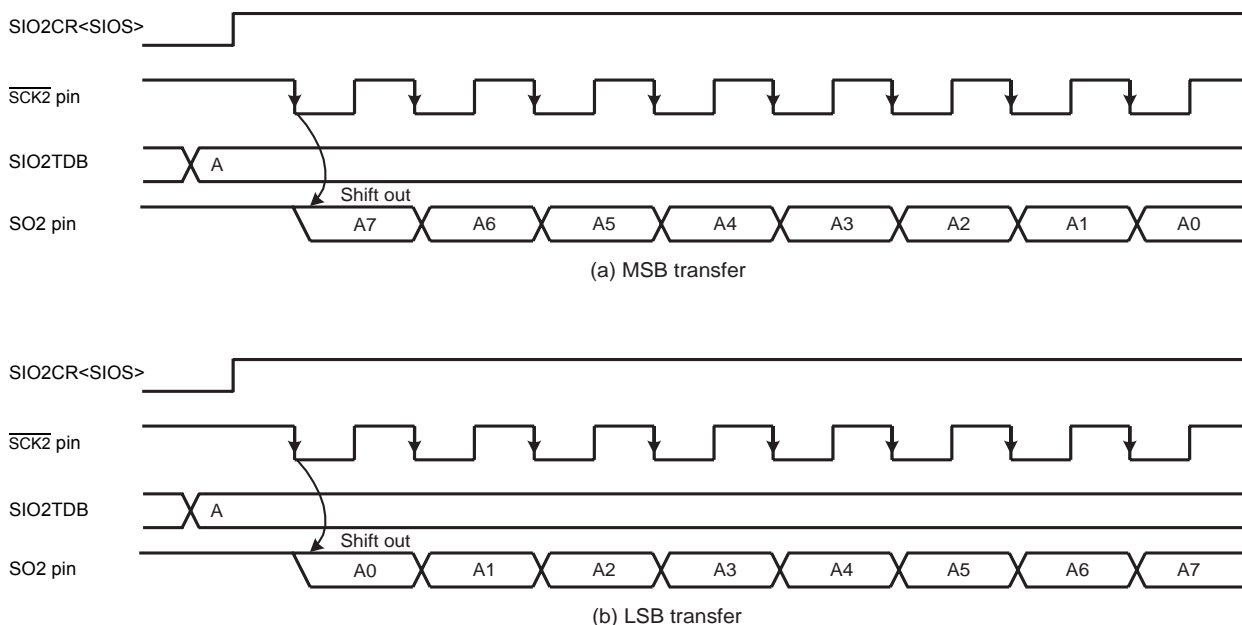 SIO2CR<SIOS>
SCK2 pin
SIO2TDB
A
Shift out
SO2 pin
A7 A6 A5 A4 A3 A2 A1 A0
(a) MSB transfer
SIO2CR<SIOS>
SCK2 pin
SIO2TDB
A
Shift out
SO2 pin
A0 A1 A2 A3 A4 A5 A6 A7
(b) LSB transfer